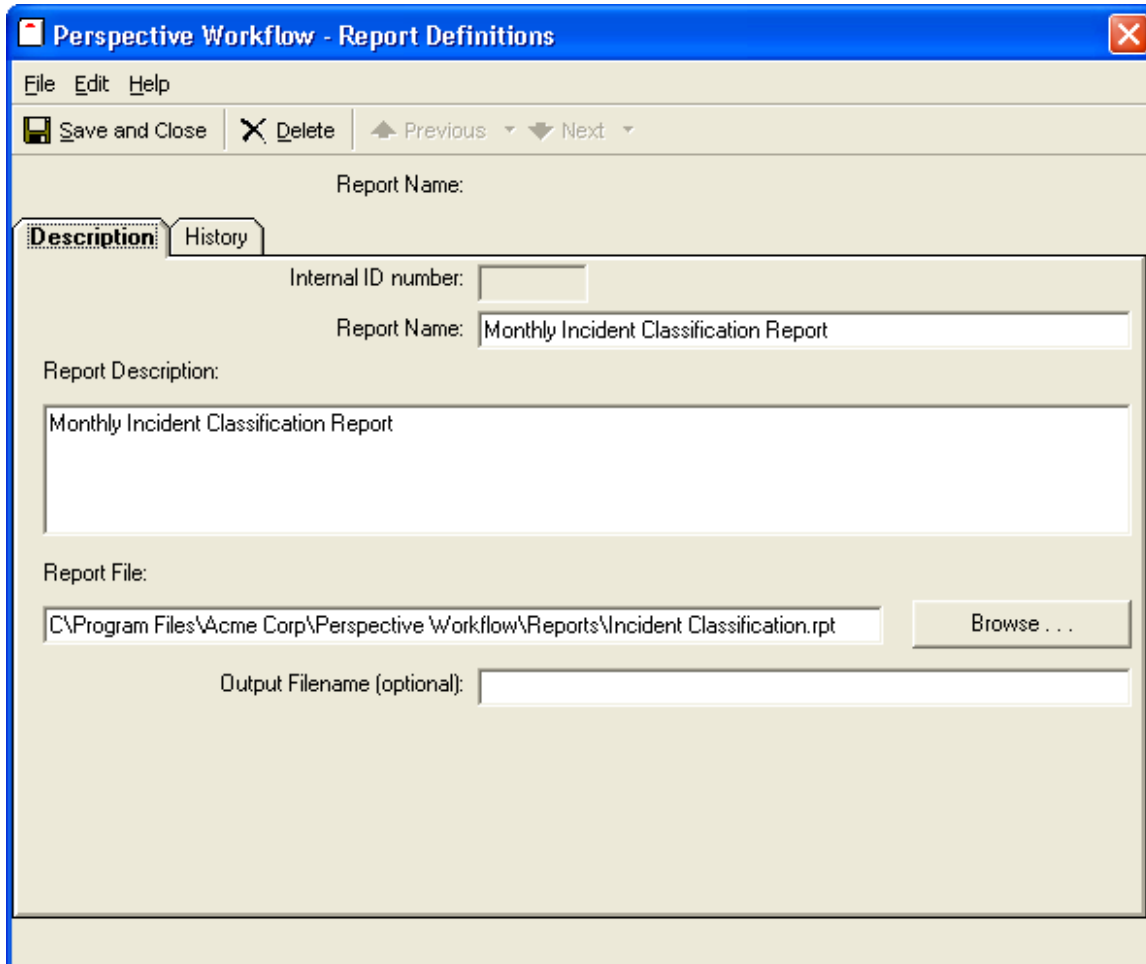 Perspective Workflow - Report Definitions
File Edit Help
Save and Close Delete Previous Next
Report Name:
Description History
Internal ID number:
Report Name: Monthly Incident Classification Report
Report Description:
Monthly Incident Classification Report
Report File:
C\Program Files\Acme Corp\Perspective Workflow\Reports\Incident Classification.rpt Browse . . .
Output Filename (optional):